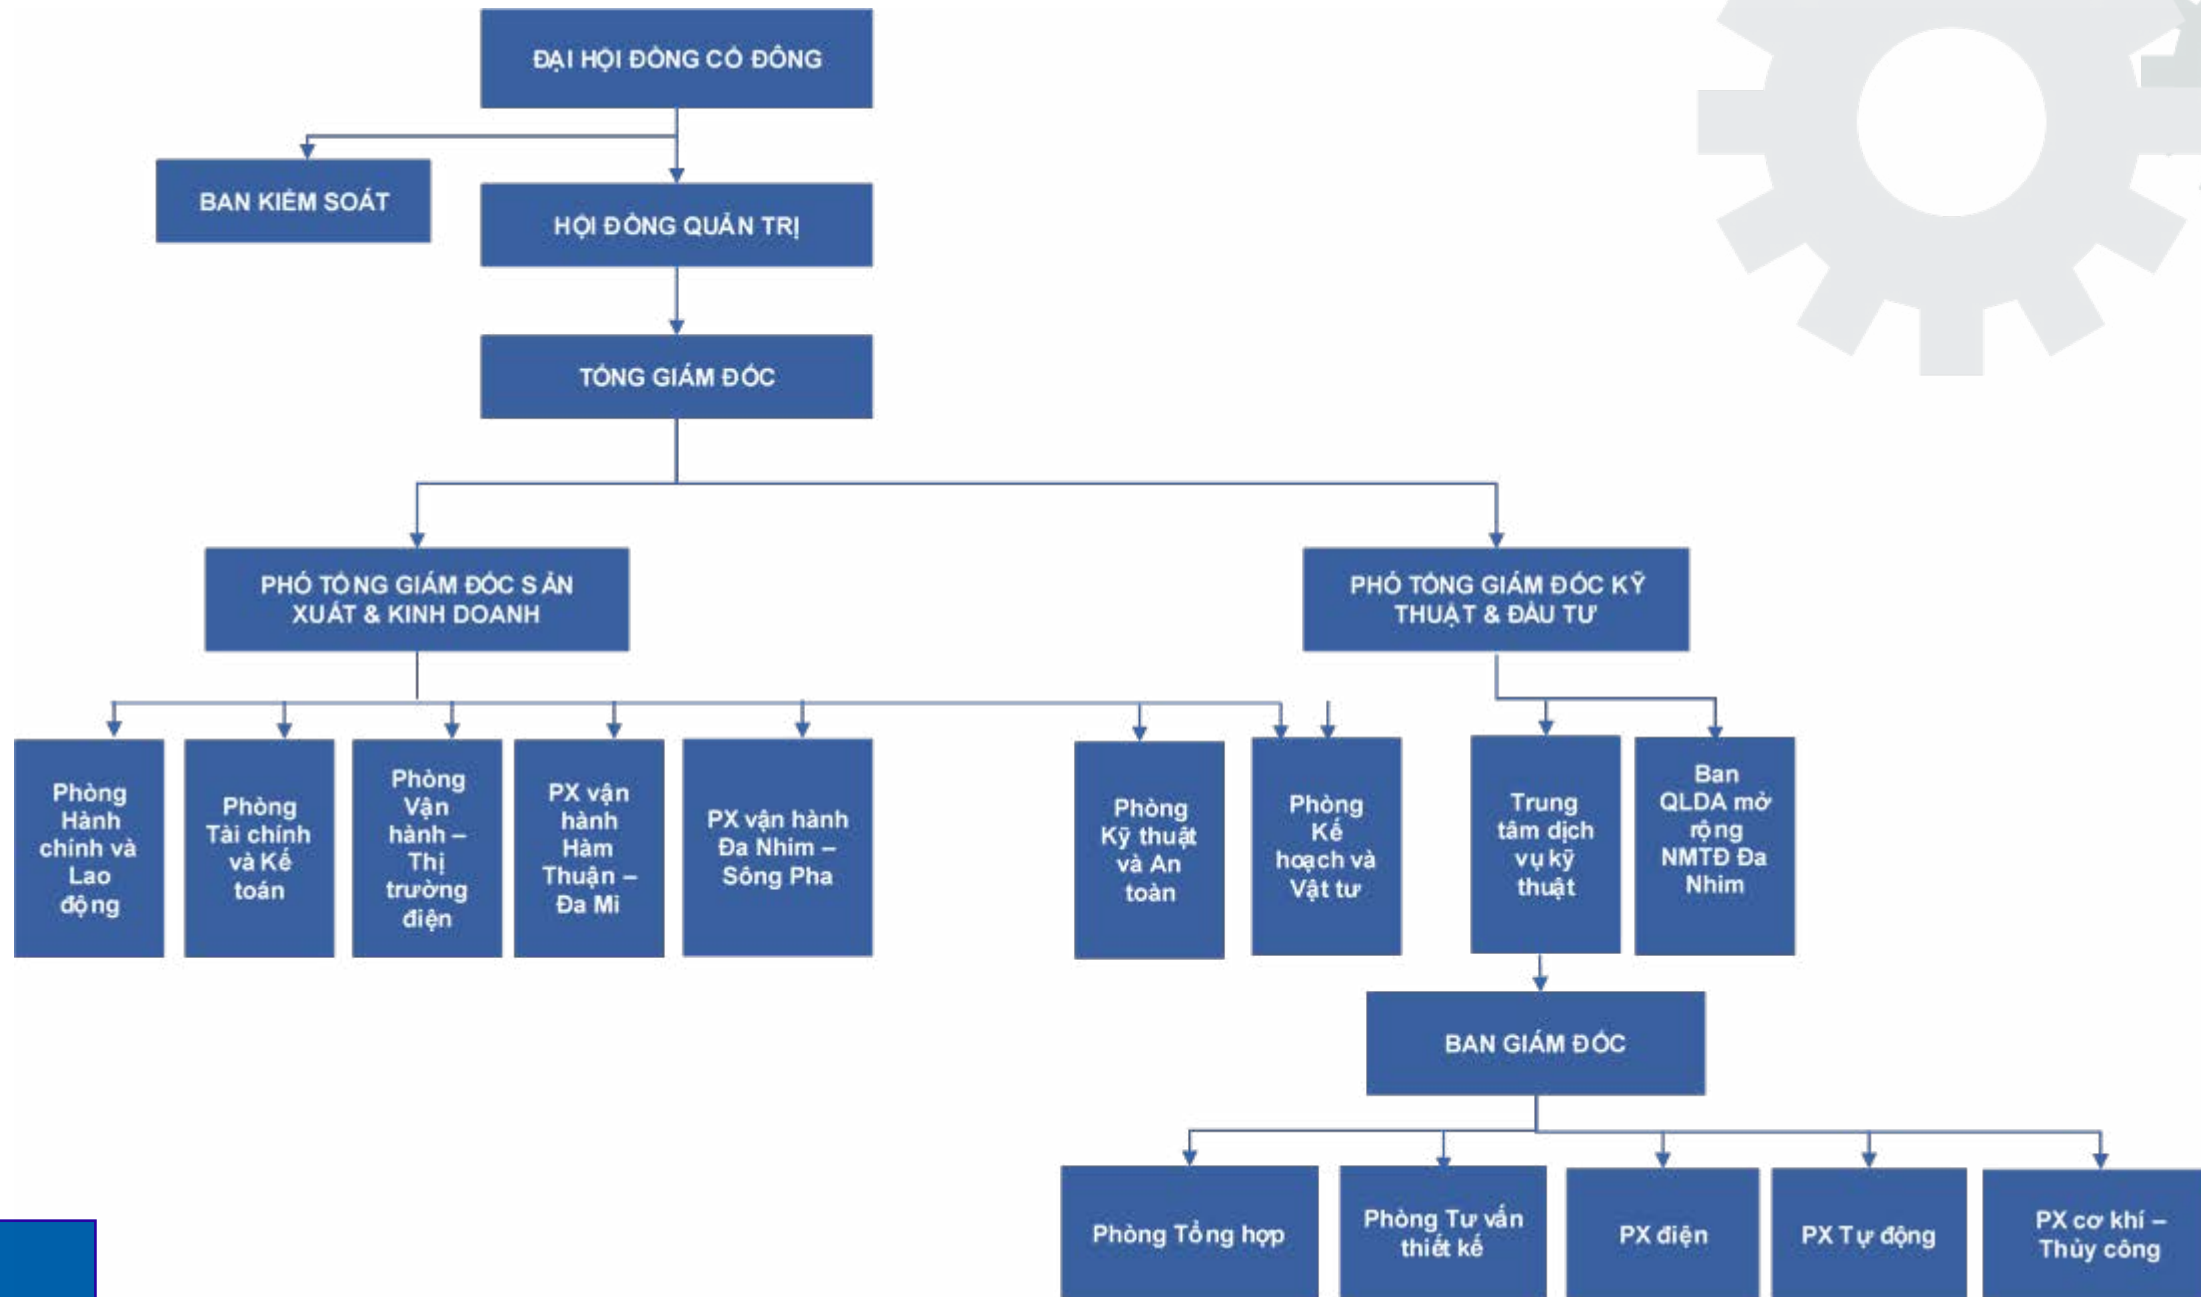 ĐẠI HỘI ĐỒNG CỔ ĐÔNG
BAN KIỂM SOÁT
HỘI ĐỒNG QUẢN TRỊ
TỔNG GIÁM ĐỐC
PHÓ TỔNG GIÁM ĐỐC SẢN
XUẤT & KINH DOANH
PHÓ TỔNG GIÁM ĐỐC KỸ
THUẬT & ĐẦU TƯ
Phòng
Hành
chính và
Lao
động
Phòng
Tài chính
và Kế
toán
Phòng
Vận
hành –
Thị
trường
điện
PX vận
hành
Hàm
Thuận –
Đa Mi
PX vận hành
Đa Nhim –
Sông Pha
Phòng
Kỹ thuật
và An
toàn
Phòng
Kế
hoạch và
Vật tư
Trung
tâm dịch
vụ kỹ
thuật
Ban
QLDA mở
rộng
NMTĐ Đa
Nhim
BAN GIÁM ĐỐC
Phòng Tổng hợp
Phòng Tư vấn
thiết kế
PX điện
PX Tự động
PX cơ khí –
Thủy công